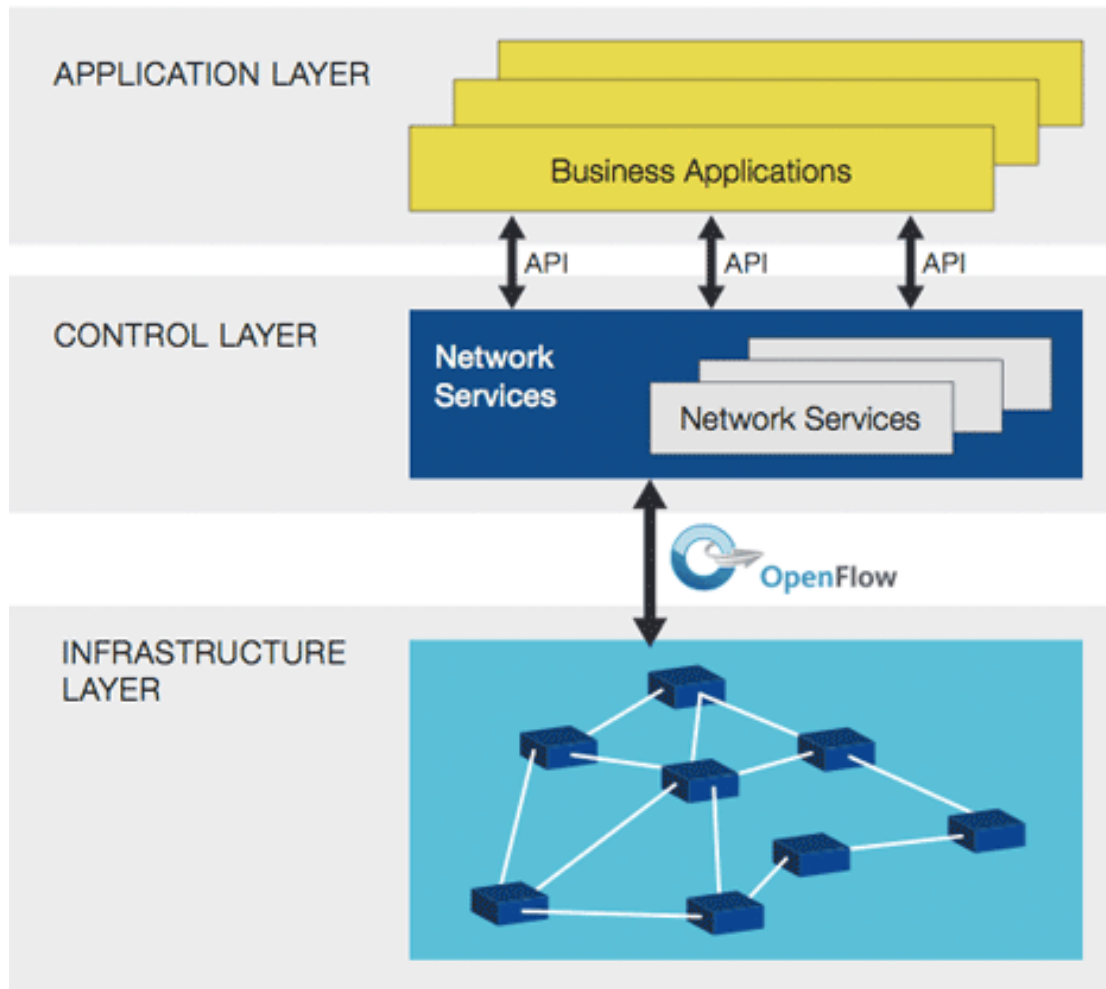 APPLICATION LAYER
Business Applications
API
API
API
CONTROL LAYER
Network
Services
Network Services
OpenFlow
INFRASTRUCTURE
LAYER